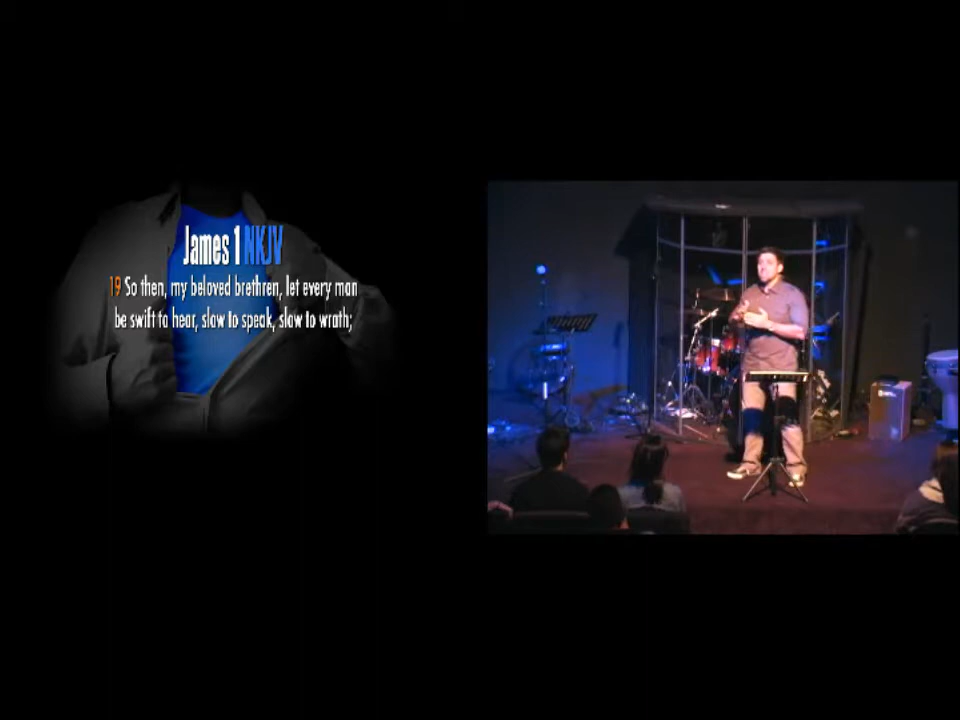 James 1 NKJV
19 So then, my beloved brethren, let every man
be swift to hear, slow to speak, slow to wrath;